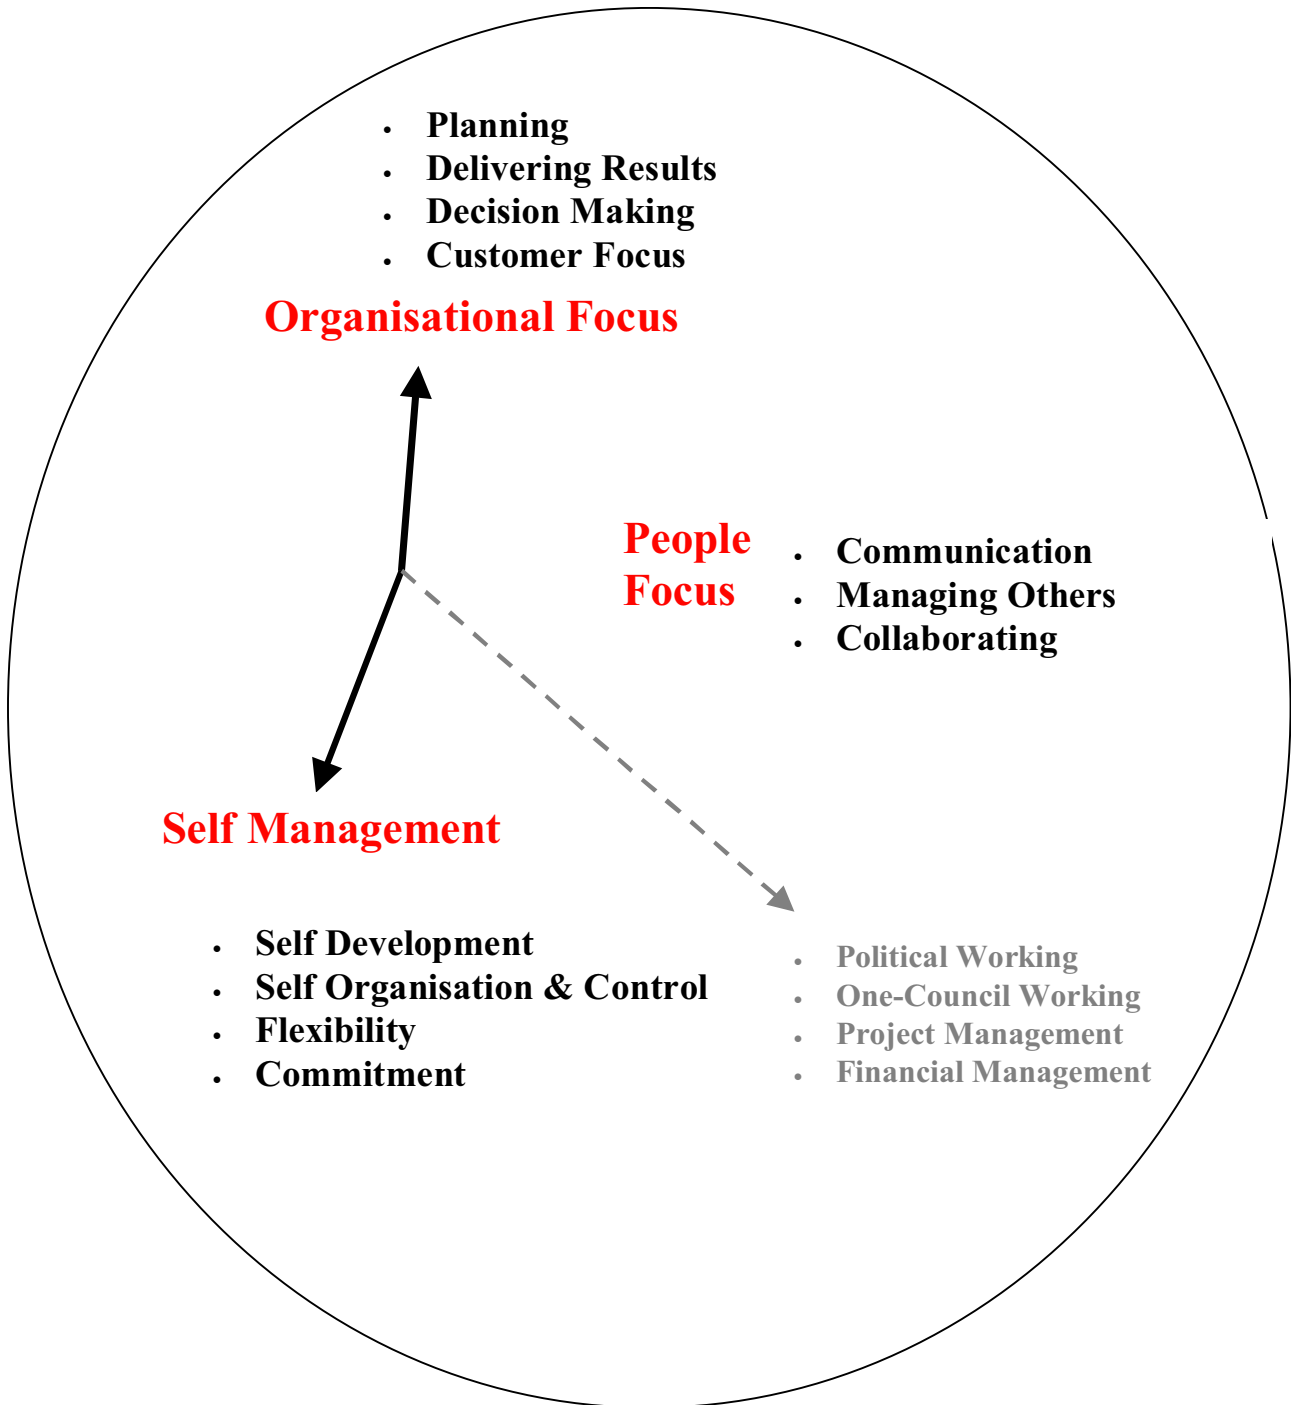 • Planning
• Delivering Results
• Decision Making
• Customer Focus
Organisational Focus
People
Focus
• Communication
• Managing Others
• Collaborating
Self Management
• Self Development
• Self Organisation & Control
• Flexibility
• Commitment
• Political Working
• One-Council Working
• Project Management
• Financial Management